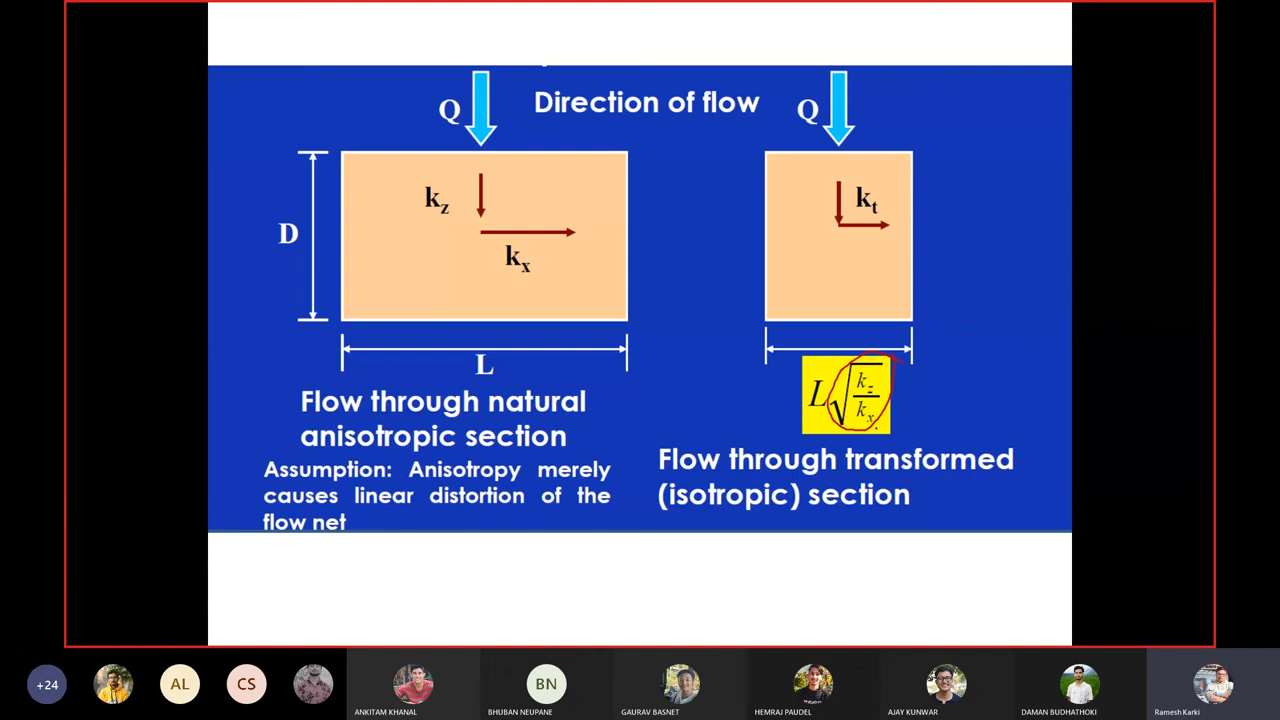 Q
Direction of flow
Q
k_z
k_t
D
k_x
L
L√(k_z/k_x)
Flow through natural
anisotropic section
Assumption: Anisotropy merely
causes linear distortion of the
flow net
Flow through transformed
(isotropic) section
+24
AL
CS
BN
ANKITAM KHANAL
BHUBAN NEUPANE
GAURAV BASNET
HEMRAJ PAUDEL
AJAY KUNWAR
DAMAN BUDHATHOKI
Ramesh Karki